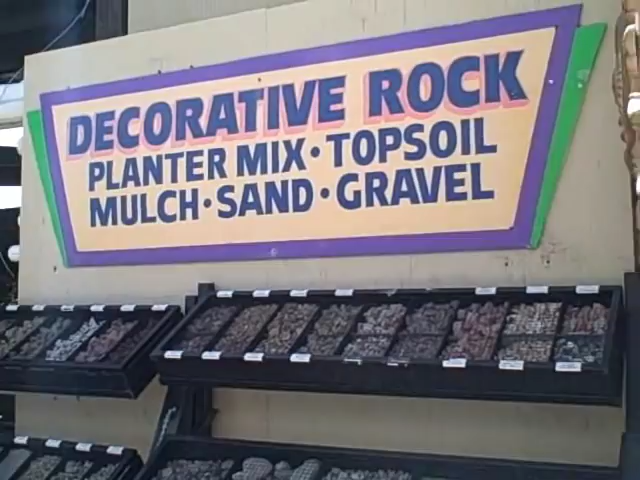 DECORATIVE ROCK
PLANTER MIX · TOPSOIL
MULCH · SAND · GRAVEL